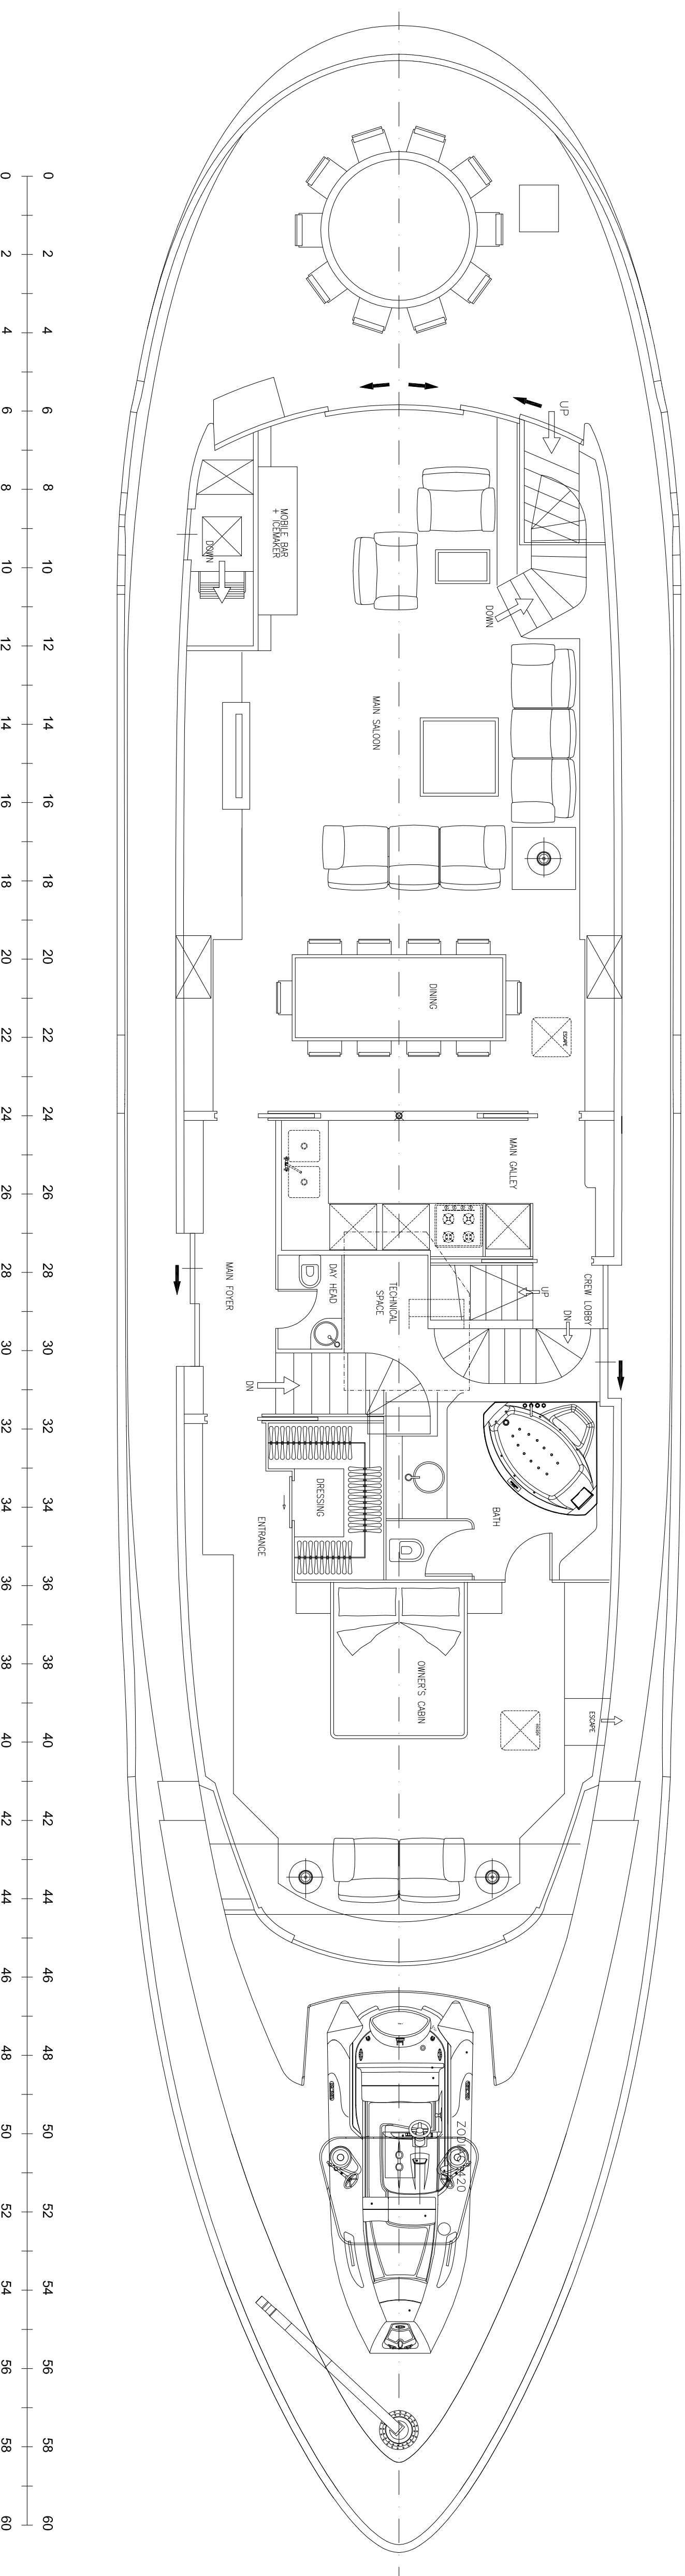 0 0
2 2
4 4
6 6
UP
8 8
MOBILE BAR
+ ICEMAKER
DOWN
10 10
DOWN
12 12
MAIN SALOON
14 14
16 16
18 18
20 20
DINING
ESCAPE
22 22
24 24
MAIN GALLEY
26 26
MAIN FOYER
DAY HEAD
TECHNICAL
SPACE
UP
CREW LOBBY
DN
28 28
30 30
DN
32 32
DRESSING
BATH
34 34
ENTRANCE
36 36
OWNER'S CABIN
38 38
ESCAPE
40 40
42 42
44 44
46 46
48 48
50 50
52 52
54 54
56 56
58 58
60 60